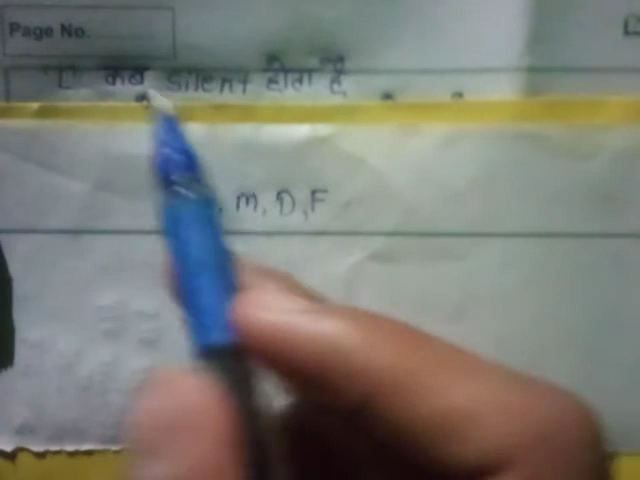 Page No.
L कब silent होता है
, m, D, F